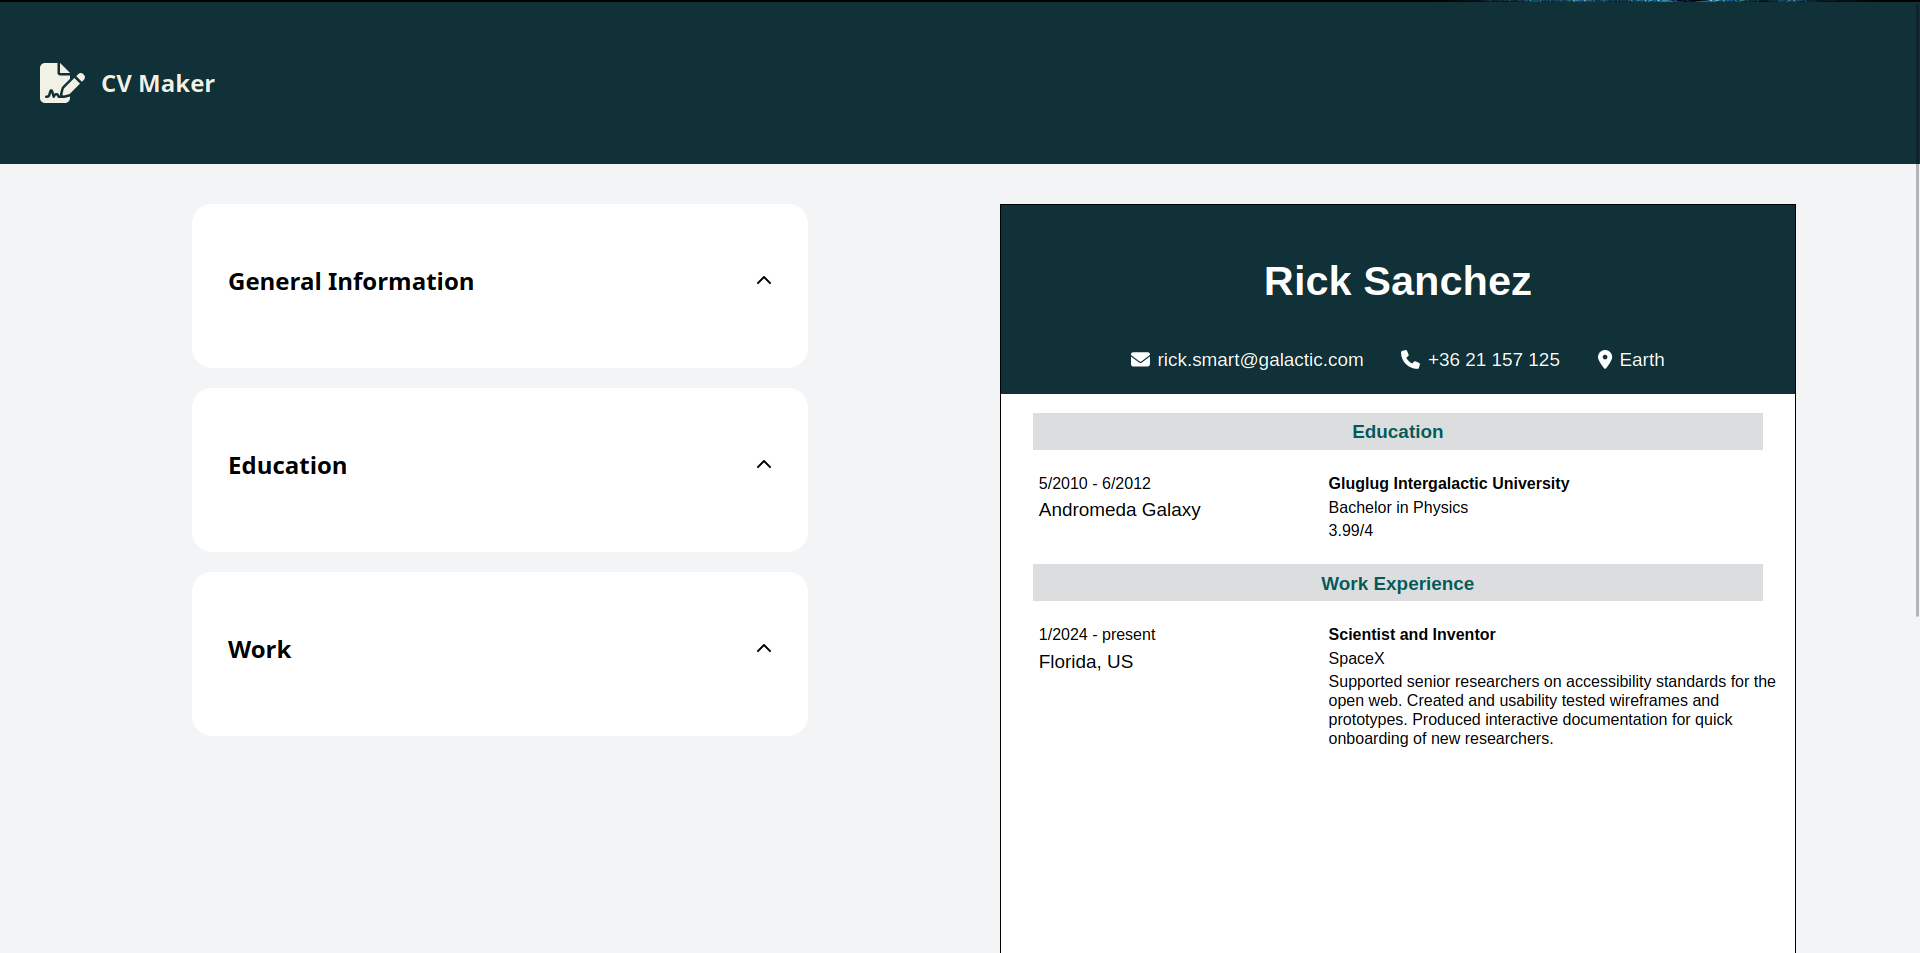 CV Maker
General Information
Education
Work
Rick Sanchez
rick.smart@galactic.com +36 21 157 125 Earth
Education
5/2010 - 6/2012
Andromeda Galaxy
Gluglug Intergalactic University
Bachelor in Physics
3.99/4
Work Experience
1/2024 - present
Florida, US
Scientist and Inventor
SpaceX
Supported senior researchers on accessibility standards for the
open web. Created and usability tested wireframes and
prototypes. Produced interactive documentation for quick
onboarding of new researchers.